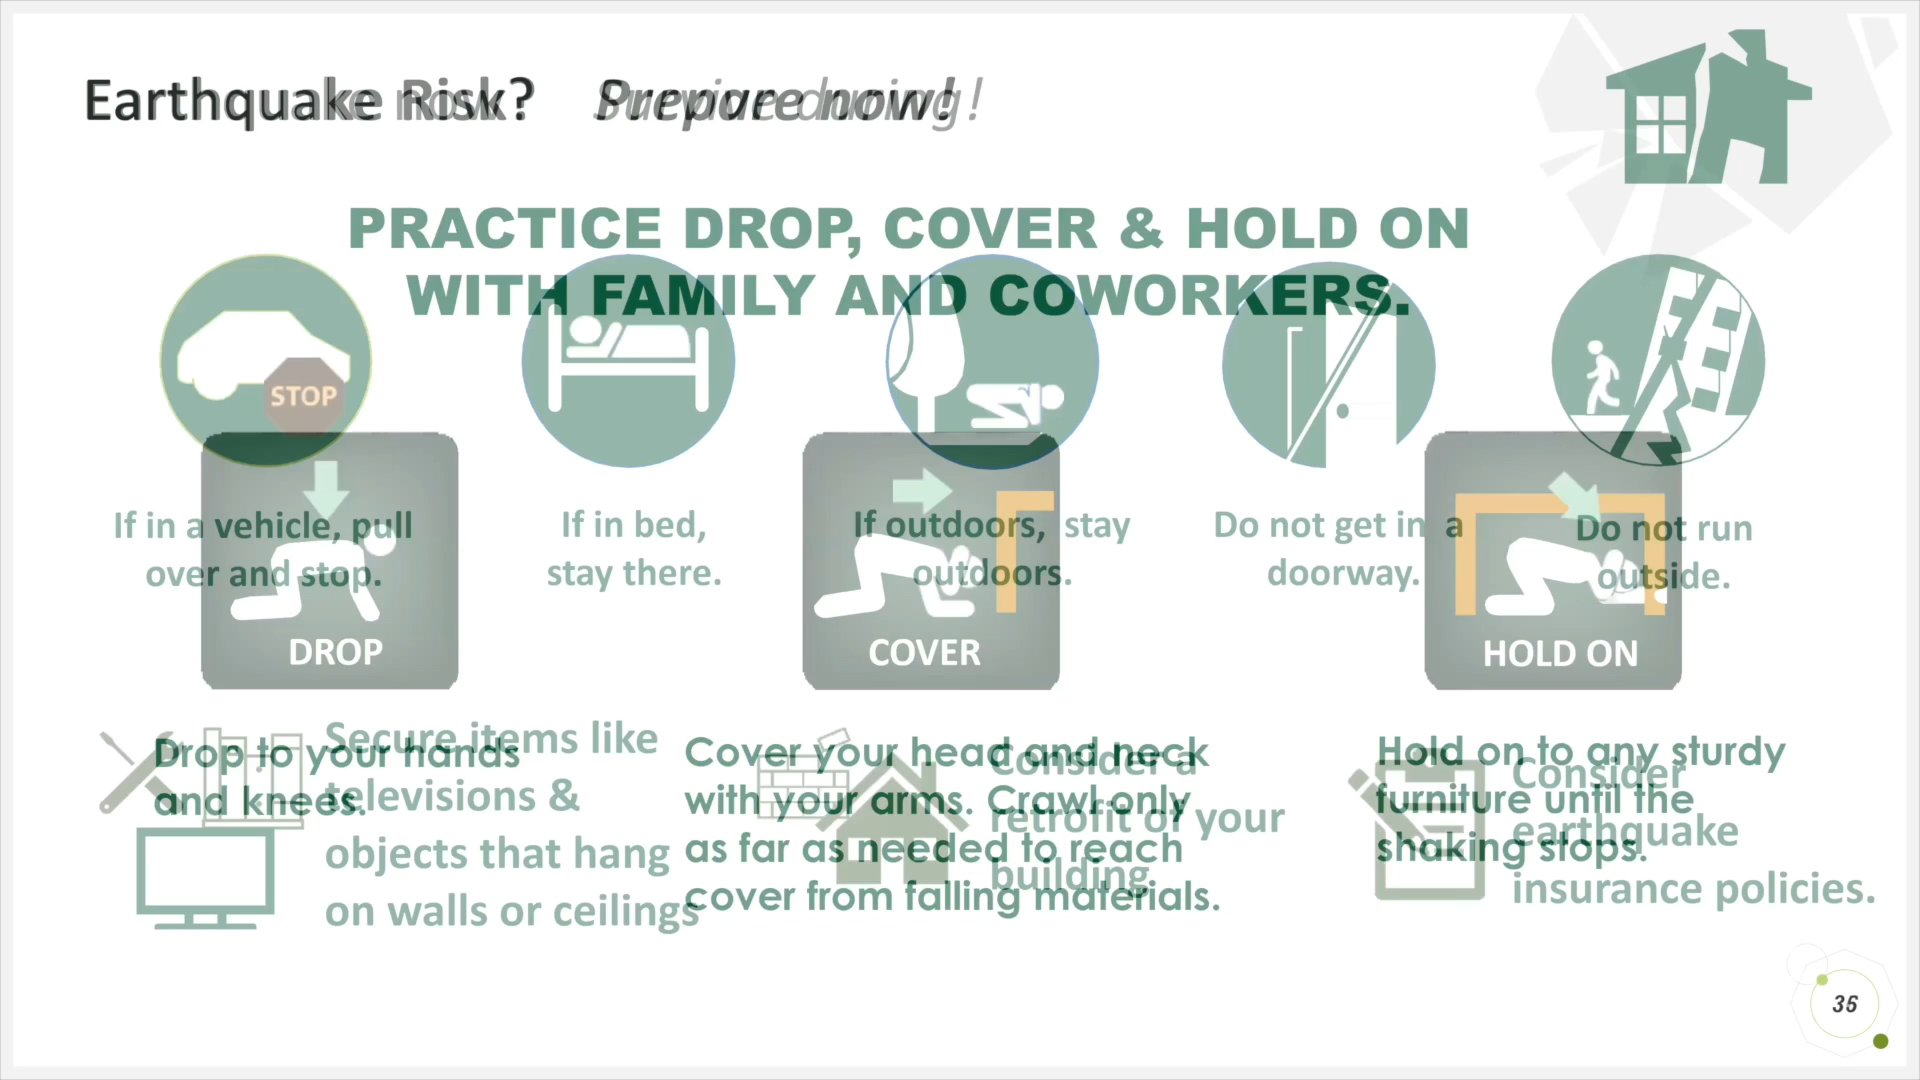 Earthquake Risk? Prepare now!
PRACTICE DROP, COVER & HOLD ON
WITH FAMILY AND COWORKERS.
STOP
If in a vehicle, pull
over and stop.
If in bed,
stay there.
If outdoors, stay
outdoors.
Do not get in a
doorway.
Do not run
outside.
DROP
COVER
HOLD ON
Drop to your hands
and knees.
Cover your head and neck
with your arms. Crawl only
as far as needed to reach
cover from falling materials.
Hold on to any sturdy
furniture until the
shaking stops.
Secure items like
televisions &
objects that hang
on walls or ceilings
Consider a
retrofit of your
building
Consider
earthquake
insurance policies.
36